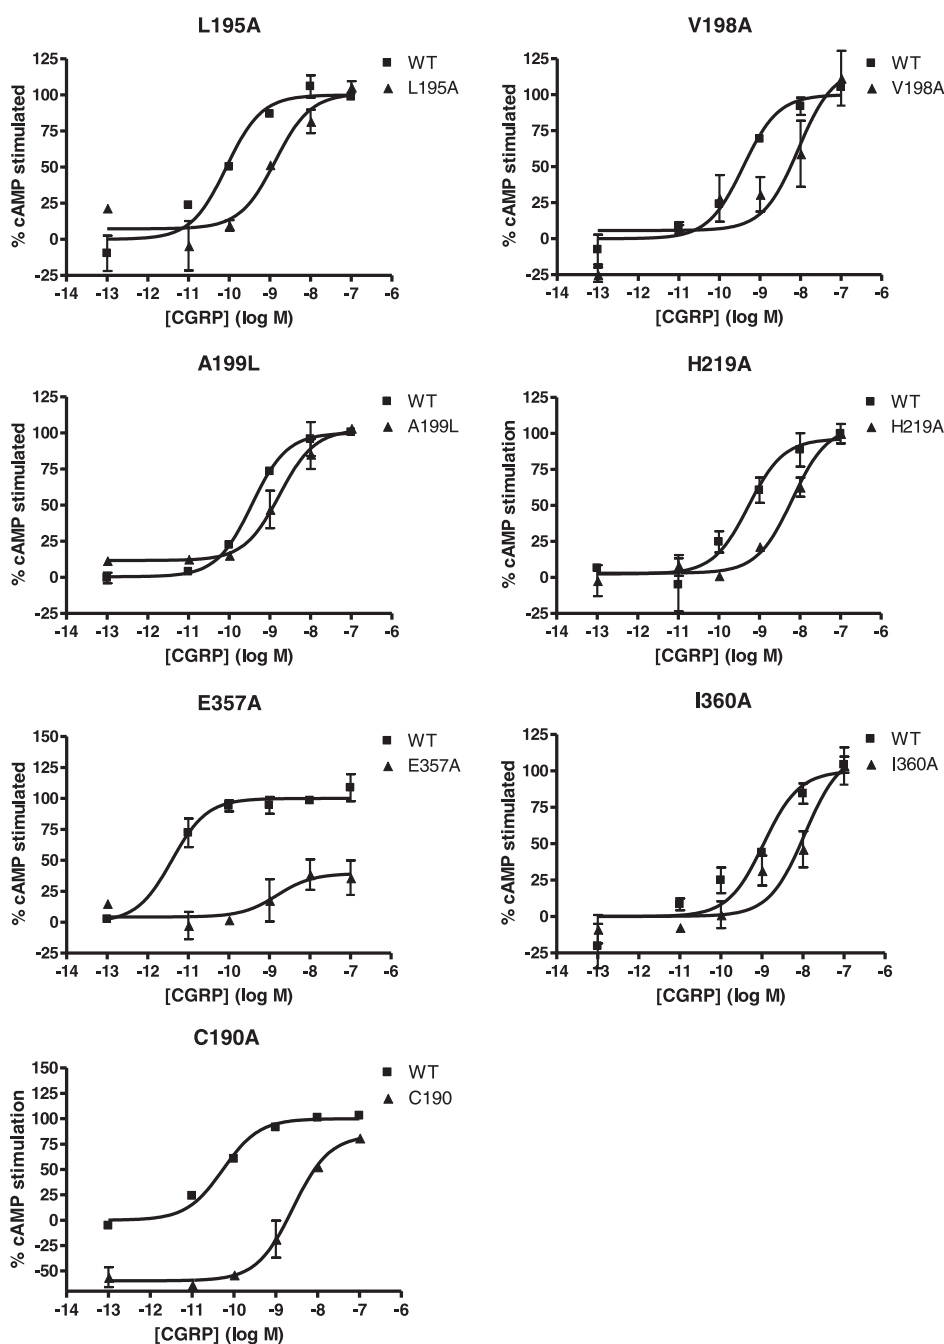 L195A
% cAMP stimulated
125
100
75
50
25
0
-25
-14 -13 -12 -11 -10 -9 -8 -7 -6
[CGRP] (log M)
WT
L195A
V198A
% cAMP stimulated
125
100
75
50
25
0
-25
-14 -13 -12 -11 -10 -9 -8 -7 -6
[CGRP] (log M)
WT
V198A
A199L
% cAMP stimulated
125
100
75
50
25
0
-25
-14 -13 -12 -11 -10 -9 -8 -7 -6
[CGRP] (log M)
WT
A199L
H219A
% cAMP stimulation
125
100
75
50
25
0
-25
-14 -13 -12 -11 -10 -9 -8 -7 -6
[CGRP] (log M)
WT
H219A
E357A
% cAMP stimulated
150
125
100
75
50
25
0
-25
-14 -13 -12 -11 -10 -9 -8 -7 -6
[CGRP] (log M)
WT
E357A
I360A
% cAMP stimulated
125
100
75
50
25
0
-25
-14 -13 -12 -11 -10 -9 -8 -7 -6
[CGRP] (log M)
WT
I360A
C190A
% cAMP stimulation
150
125
100
75
50
25
0
-25
-50
-14 -13 -12 -11 -10 -9 -8 -7 -6
[CGRP] (log M)
WT
C190